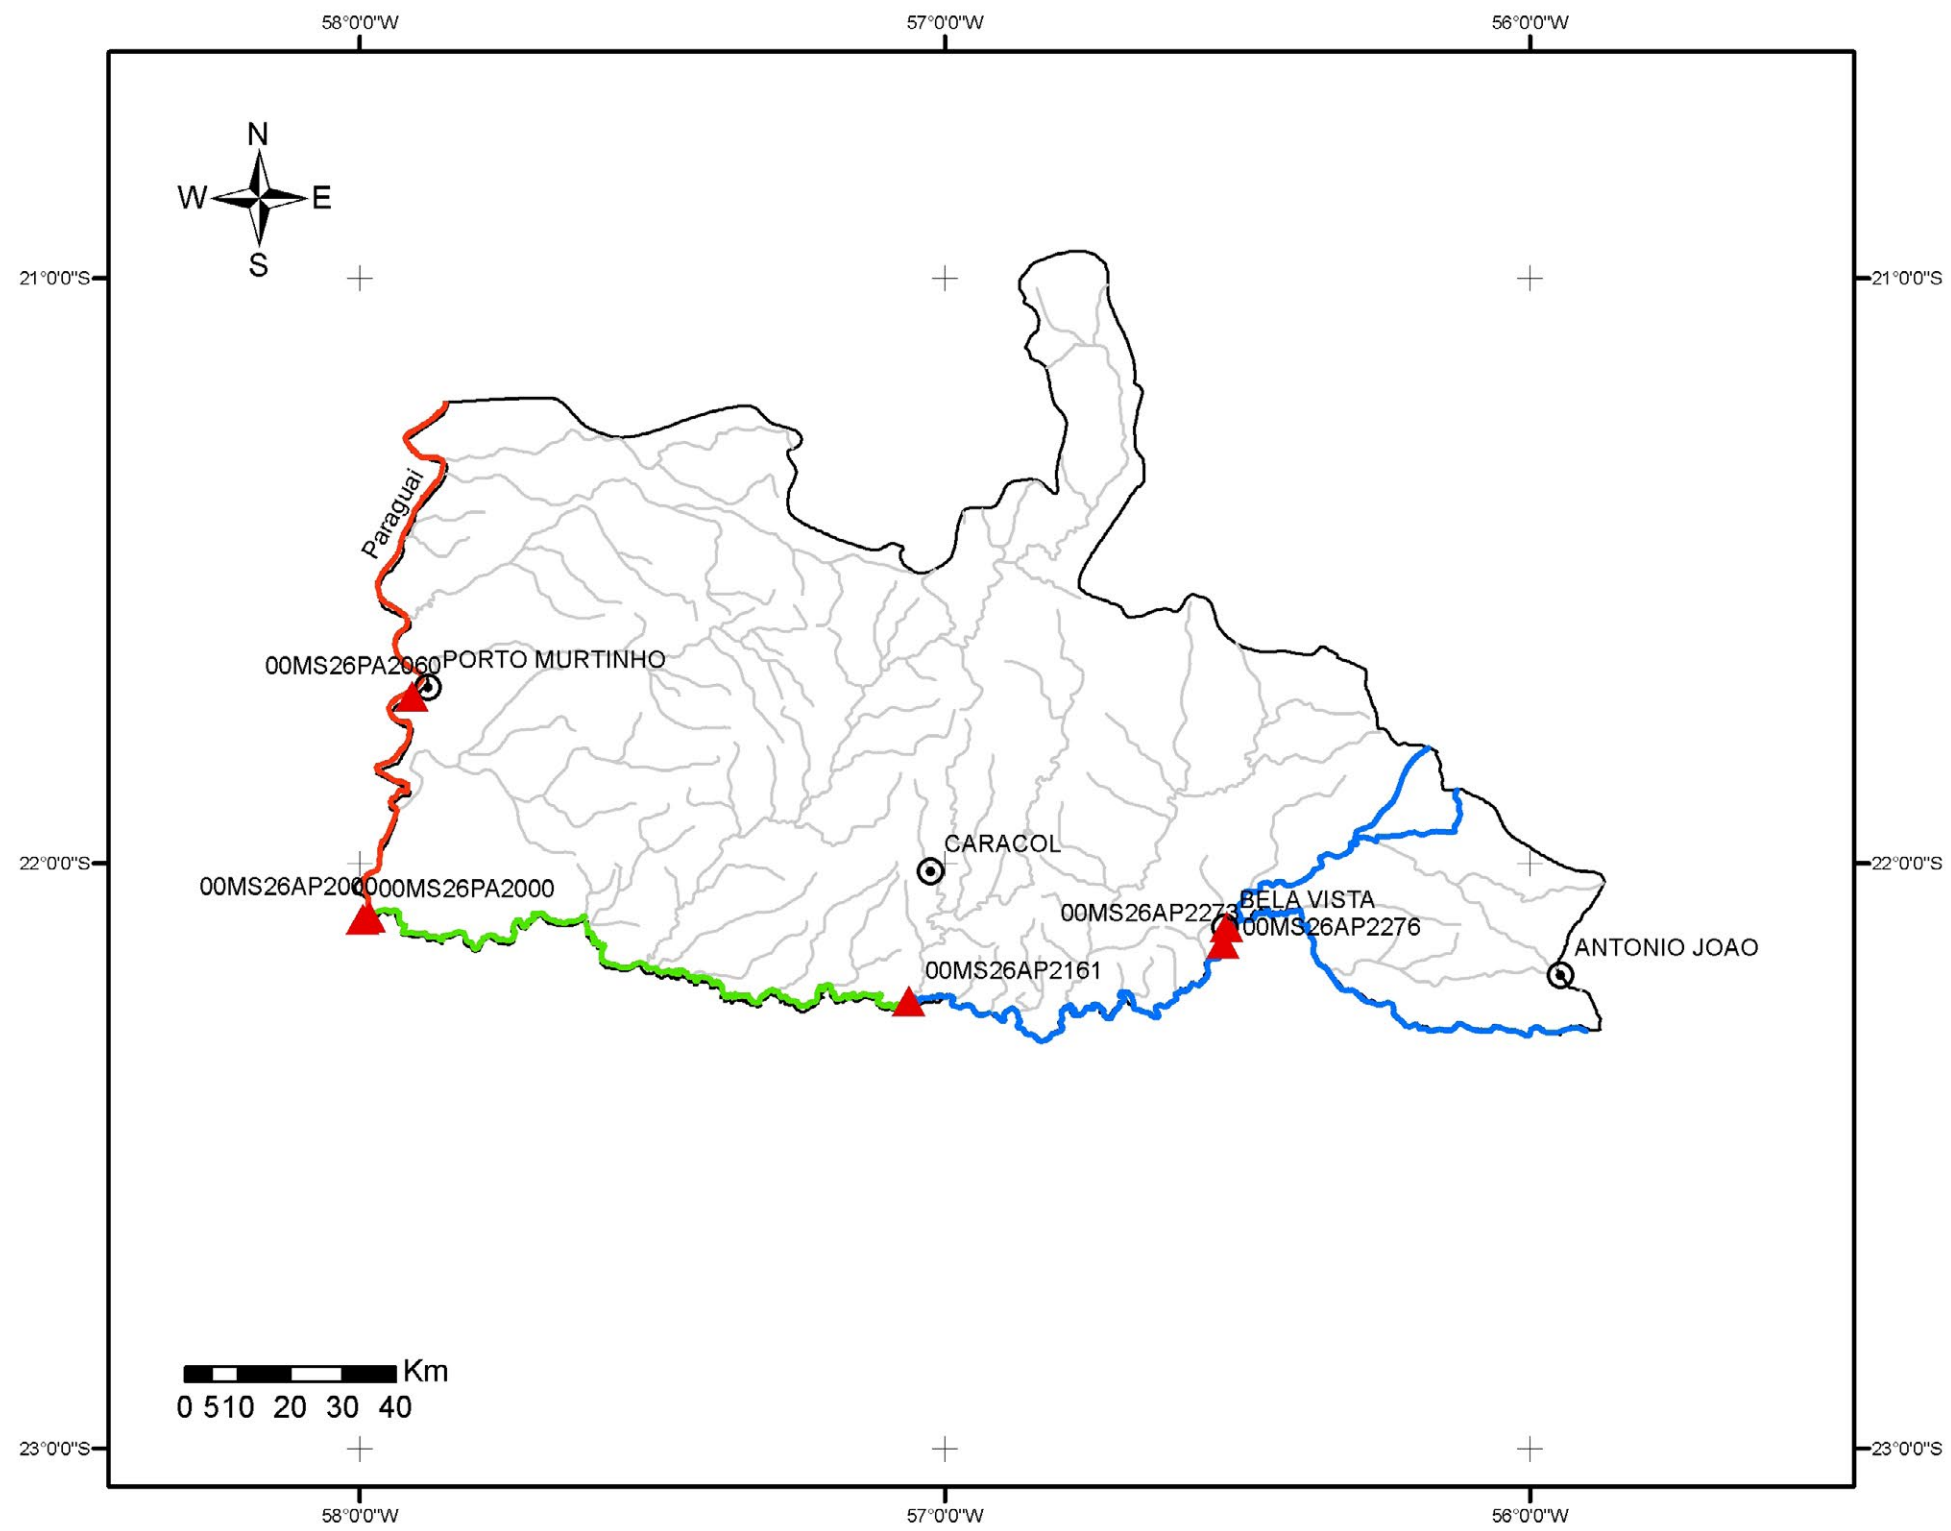 58°0'0"W
57°0'0"W
56°0'0"W
N
W
E
S
21°0'0"S
21°0'0"S
Paraguai
00MS26PA2060
PORTO MURTINHO
CARACOL
22°0'0"S
22°0'0"S
00MS26AP2000
00MS26PA2000
BELA VISTA
00MS26AP2273
00MS26AP2276
ANTONIO JOAO
00MS26AP2161
Km
0 5 10 20 30 40
23°0'0"S
23°0'0"S
58°0'0"W
57°0'0"W
56°0'0"W